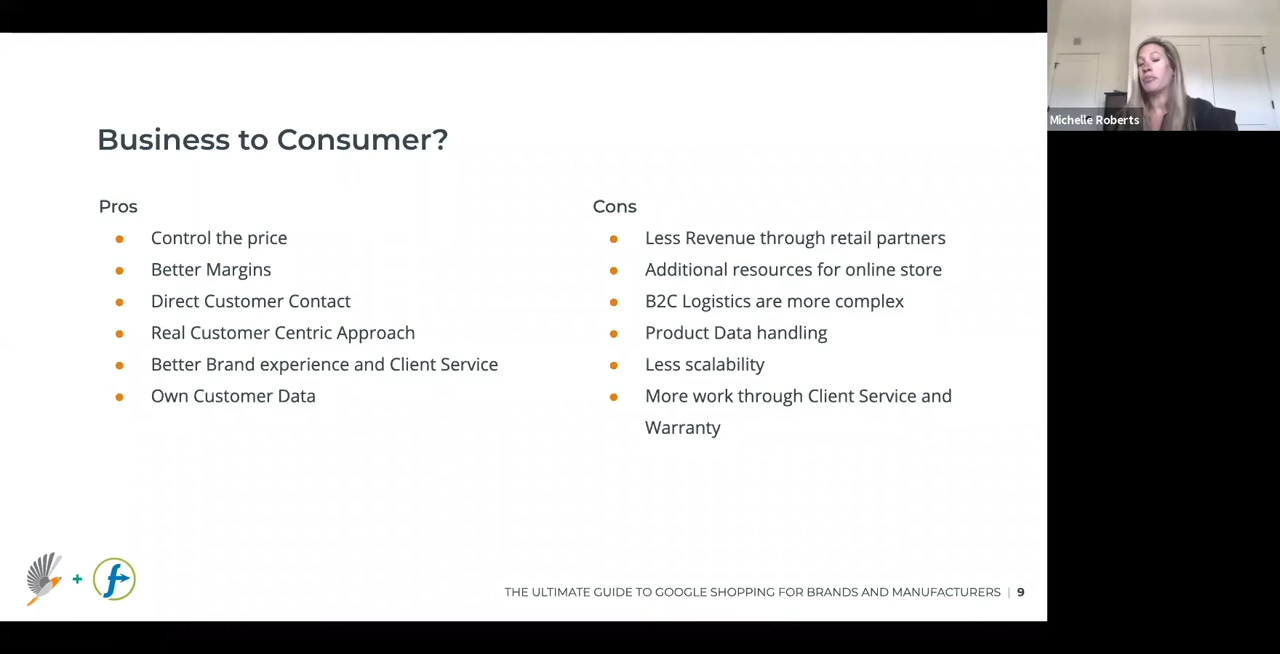 Business to Consumer?
Pros
Control the price
Better Margins
Direct Customer Contact
Real Customer Centric Approach
Better Brand experience and Client Service
Own Customer Data
Cons
Less Revenue through retail partners
Additional resources for online store
B2C Logistics are more complex
Product Data handling
Less scalability
More work through Client Service and
Warranty
THE ULTIMATE GUIDE TO GOOGLE SHOPPING FOR BRANDS AND MANUFACTURERS | 9
Michelle Roberts